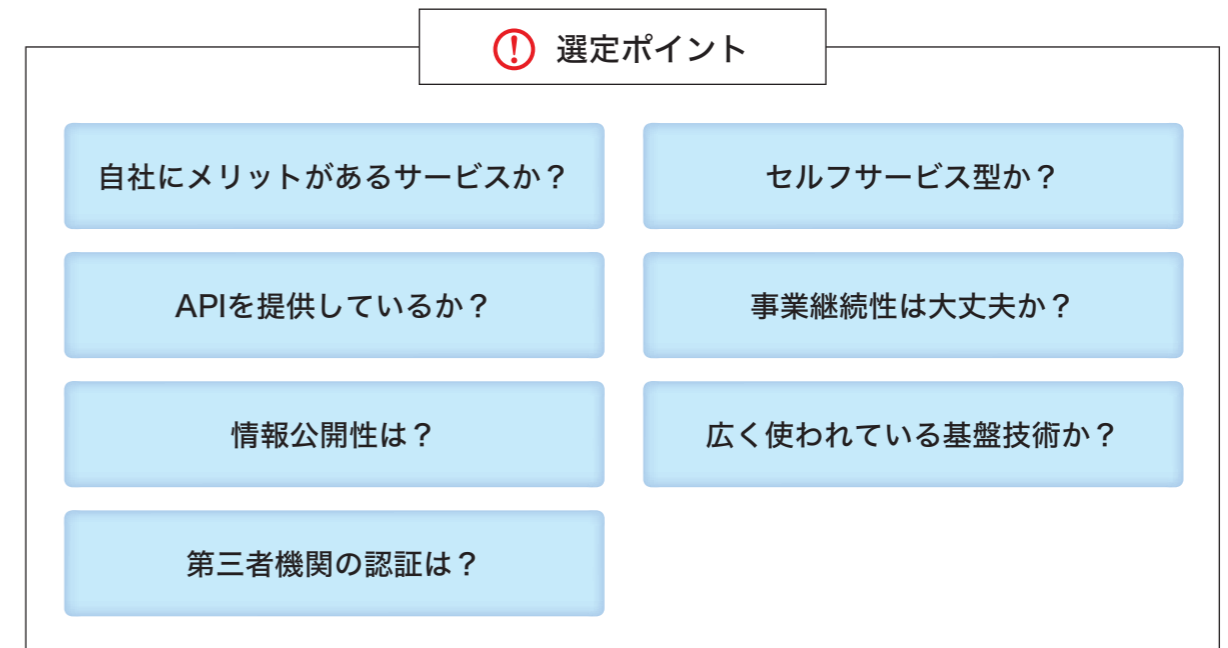 選定ポイント
自社にメリットがあるサービスか？
セルフサービス型か？
APIを提供しているか？
事業継続性は大丈夫か？
情報公開性は？
広く使われている基盤技術か？
第三者機関の認証は？